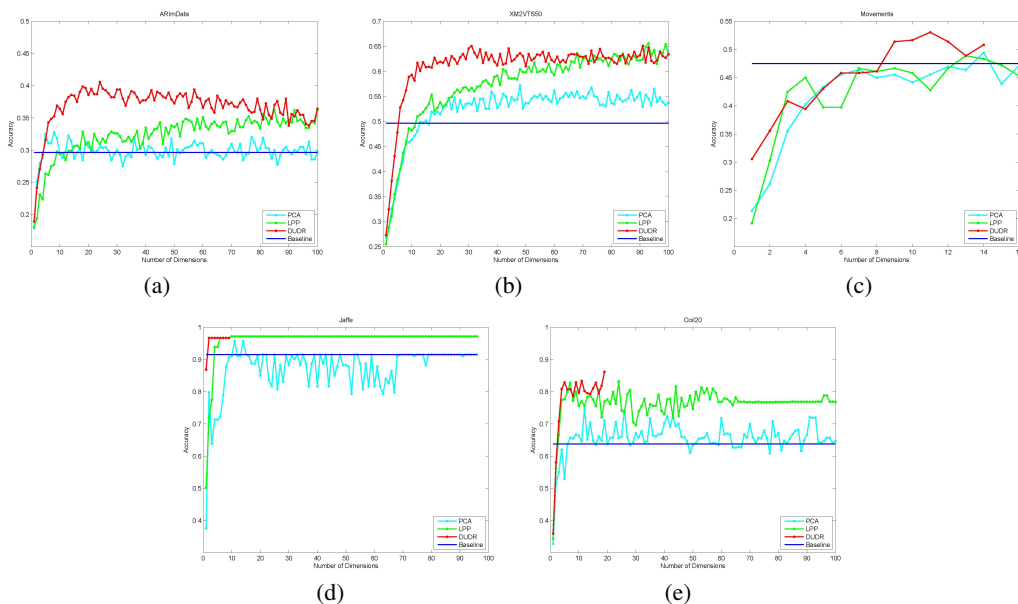 ARImData
0.5
0.45
0.4
0.35
0.3
0.25
0.2
Accuracy
0 10 20 30 40 50 60 70 80 90 100
Number of Dimensions
PCA
LPP
DUDR
Baseline
(a)
XM2VTS50
0.7
0.65
0.6
0.55
0.5
0.45
0.4
0.35
0.3
0.25
Accuracy
0 10 20 30 40 50 60 70 80 90 100
Number of Dimensions
PCA
LPP
DUDR
Baseline
(b)
Movements
0.55
0.5
0.45
0.4
0.35
0.3
0.25
0.2
Accuracy
0 2 4 6 8 10 12 14 16
Number of Dimensions
PCA
LPP
DUDR
Baseline
(c)
Jaffe
1
0.9
0.8
0.7
0.6
0.5
0.4
Accuracy
0 10 20 30 40 50 60 70 80 90 100
Number of Dimensions
PCA
LPP
DUDR
Baseline
(d)
Coil20
1
0.9
0.8
0.7
0.6
0.5
0.4
Accuracy
0 10 20 30 40 50 60 70 80 90 100
Number of Dimensions
PCA
LPP
DUDR
Baseline
(e)